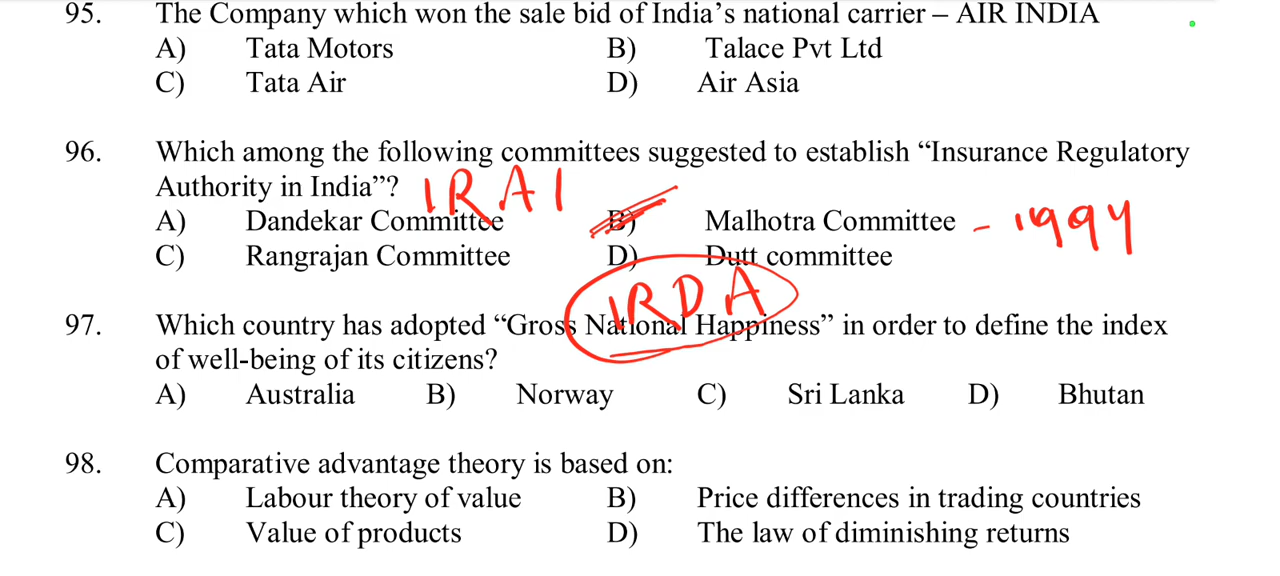 95. The Company which won the sale bid of India's national carrier – AIR INDIA
A) Tata Motors B) Talace Pvt Ltd
C) Tata Air D) Air Asia
96. Which among the following committees suggested to establish “Insurance Regulatory
Authority in India”?
IRAI
A) Dandekar Committee B) Malhotra Committee - 1994
C) Rangrajan Committee D) Dutt committee
IRDA
97. Which country has adopted “Gross National Happiness” in order to define the index
of well-being of its citizens?
A) Australia B) Norway C) Sri Lanka D) Bhutan
98. Comparative advantage theory is based on:
A) Labour theory of value B) Price differences in trading countries
C) Value of products D) The law of diminishing returns